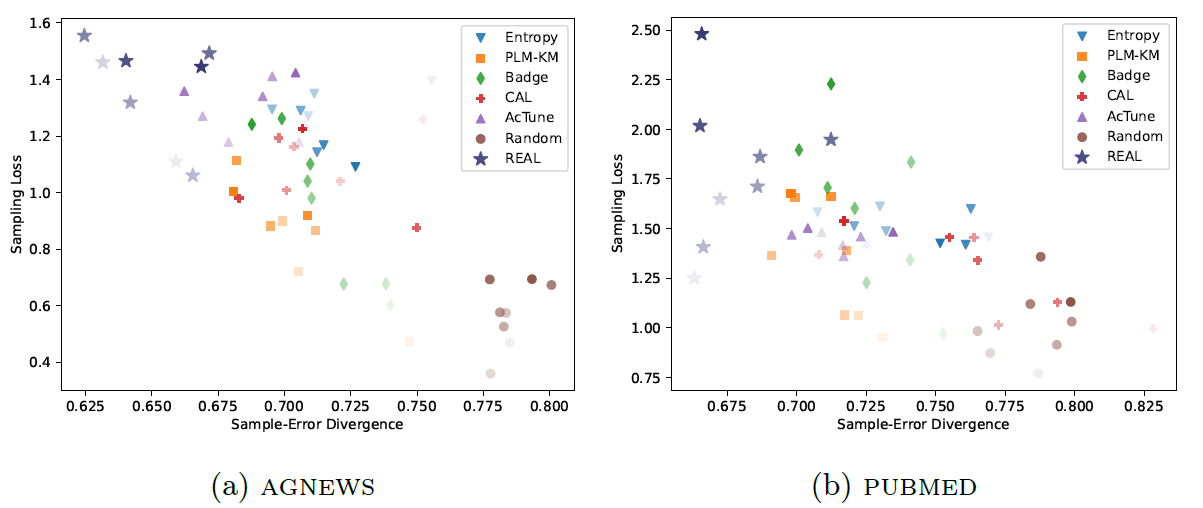 1.6
1.4
1.2
1.0
0.8
0.6
0.4
Sampling Loss
0.625 0.650 0.675 0.700 0.725 0.750 0.775 0.800
Sample-Error Divergence
Entropy
PLM-KM
Badge
CAL
AcTune
Random
REAL
(a) AGNEWS
2.50
2.25
2.00
1.75
1.50
1.25
1.00
0.75
Sampling Loss
0.675 0.700 0.725 0.750 0.775 0.800 0.825
Sample-Error Divergence
Entropy
PLM-KM
Badge
CAL
AcTune
Random
REAL
(b) PUBMED